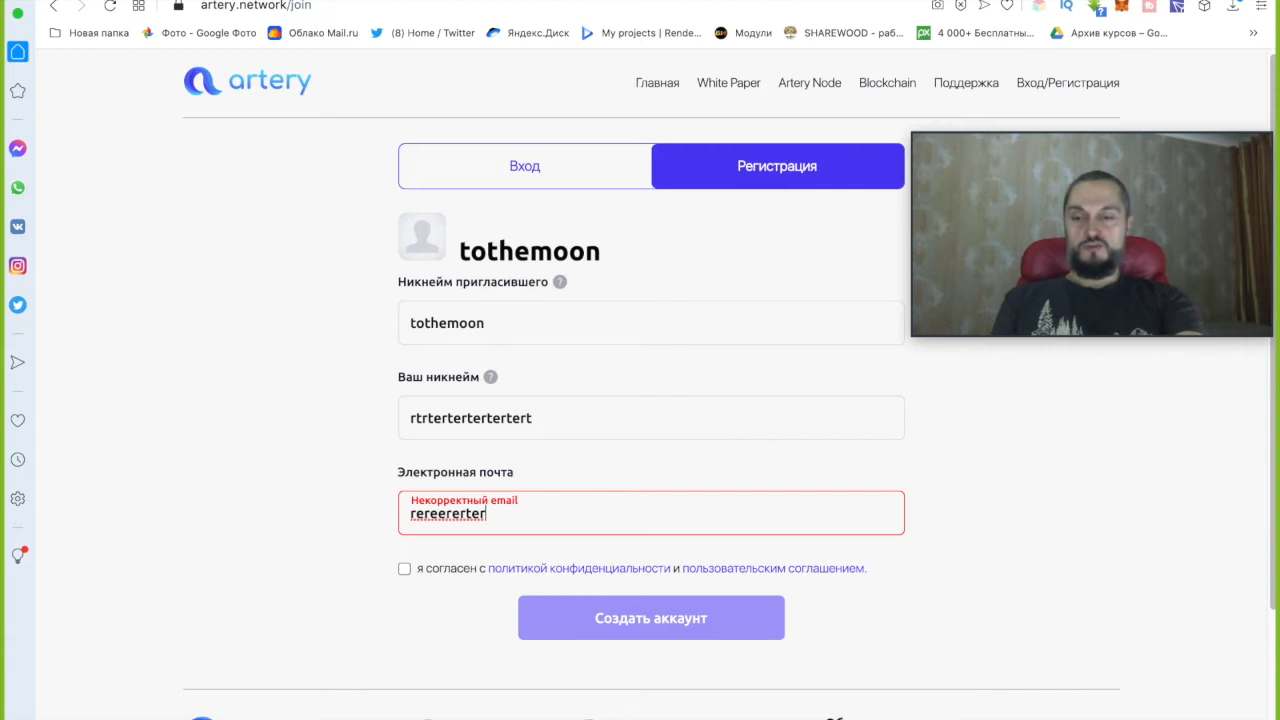 artery.network/join
Новая папка
Фото - Google Фото
Облако Mail.ru
(8) Home / Twitter
Яндекс.Диск
My projects | Rende...
Модули
SHAREWOOD - раб...
4 000+ Бесплатны...
Архив курсов – Go...
artery
Главная
White Paper
Artery Node
Blockchain
Поддержка
Вход/Регистрация
Вход
Регистрация
tothemoon
Никнейм пригласившего ?
tothemoon
Ваш никнейм ?
rtrterterterterert
Электронная почта
Некорректный email
rereererter
я согласен с политикой конфиденциальности и пользовательским соглашением.
Создать аккаунт